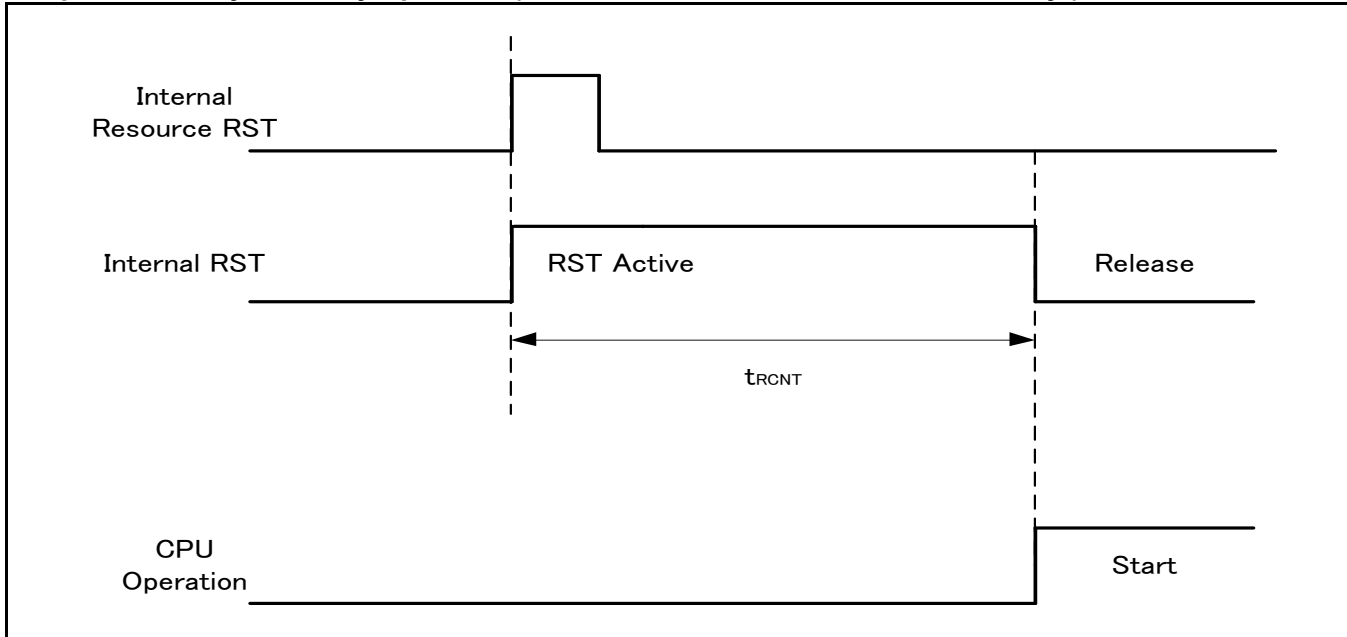 Internal
Resource RST
Internal RST
RST Active
Release
tRCNT
CPU
Operation
Start